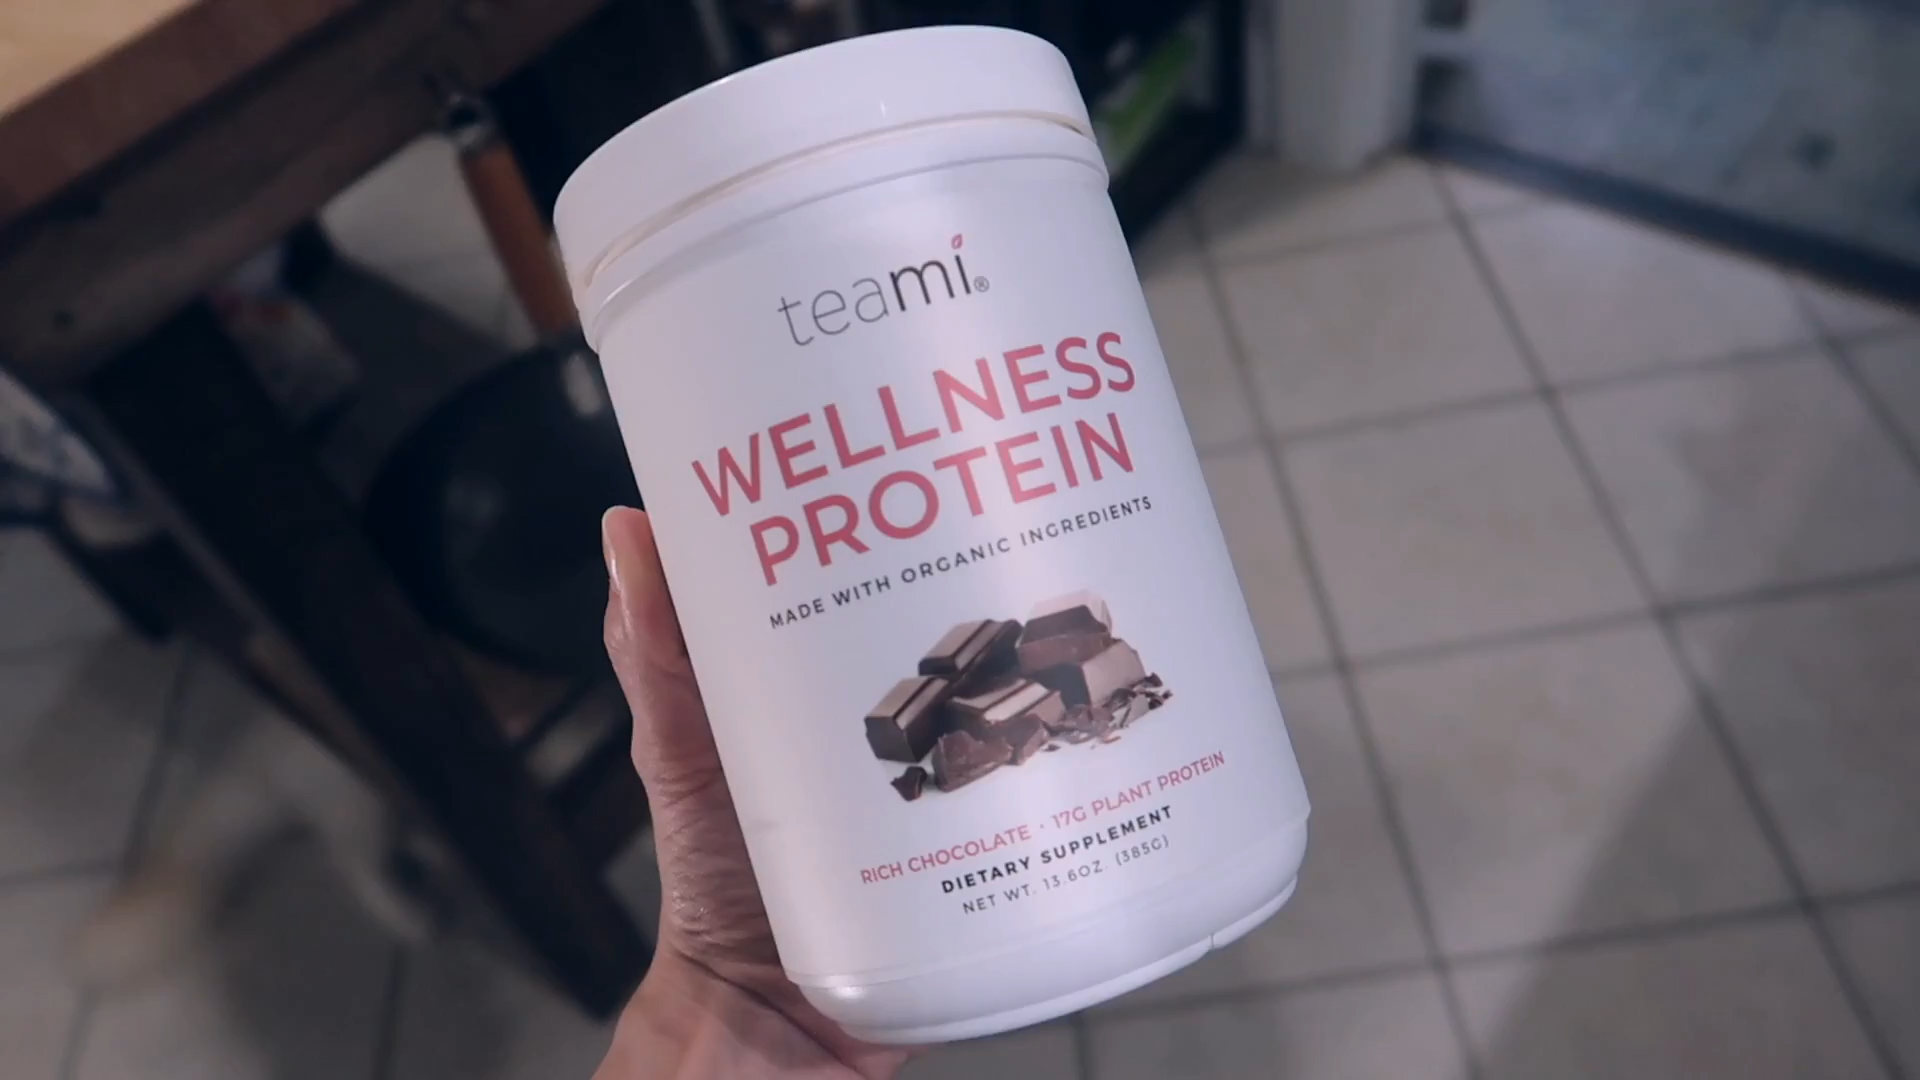 teami®
WELLNESS
PROTEIN
MADE WITH ORGANIC INGREDIENTS
RICH CHOCOLATE · 17G PLANT PROTEIN
DIETARY SUPPLEMENT
NET WT. 13.6OZ. (385G)